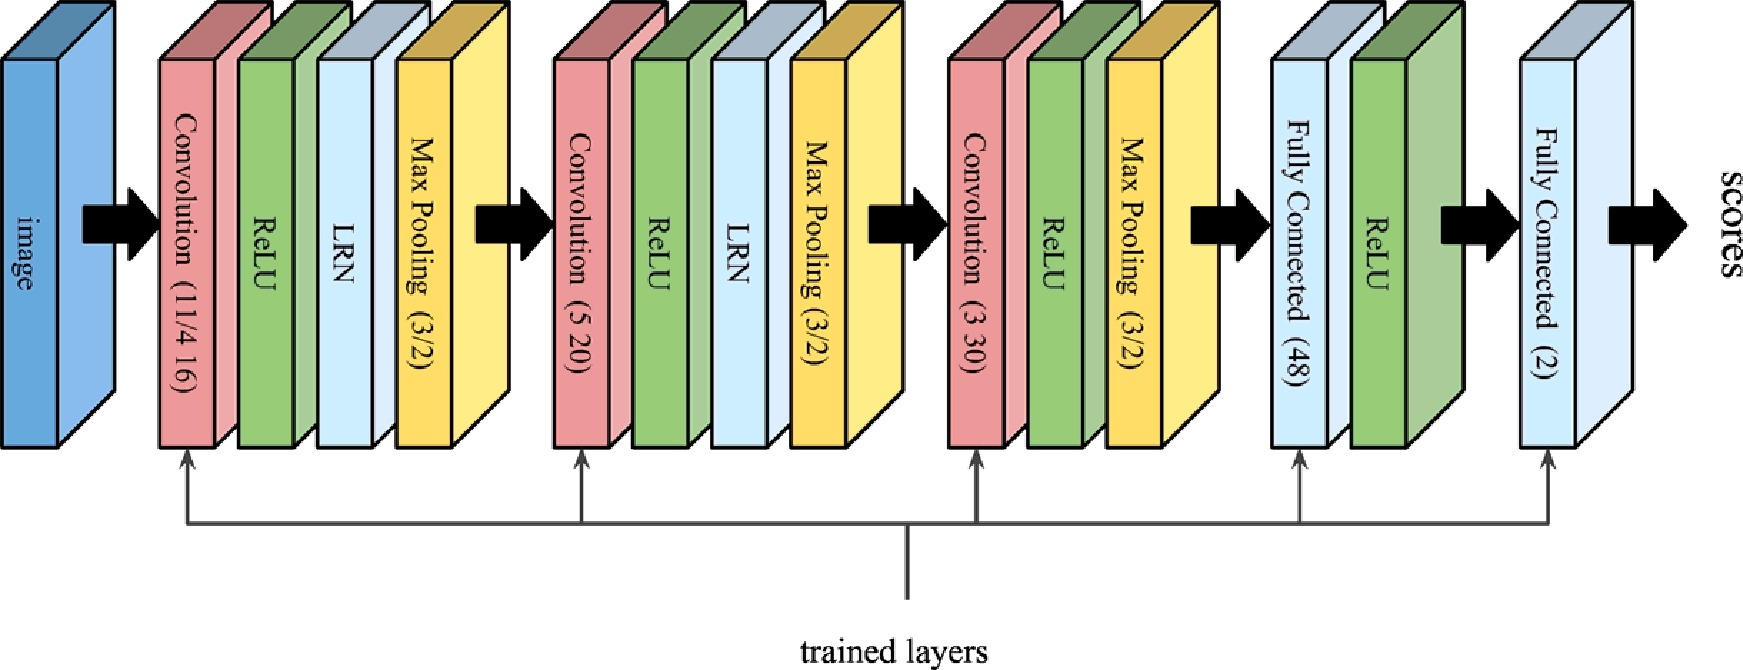 image
Convolution (11/4 16)
ReLU
LRN
Max Pooling (3/2)
Convolution (5 20)
ReLU
LRN
Max Pooling (3/2)
Convolution (3 30)
ReLU
Max Pooling (3/2)
Fully Connected (48)
ReLU
Fully Connected (2)
scores
trained layers